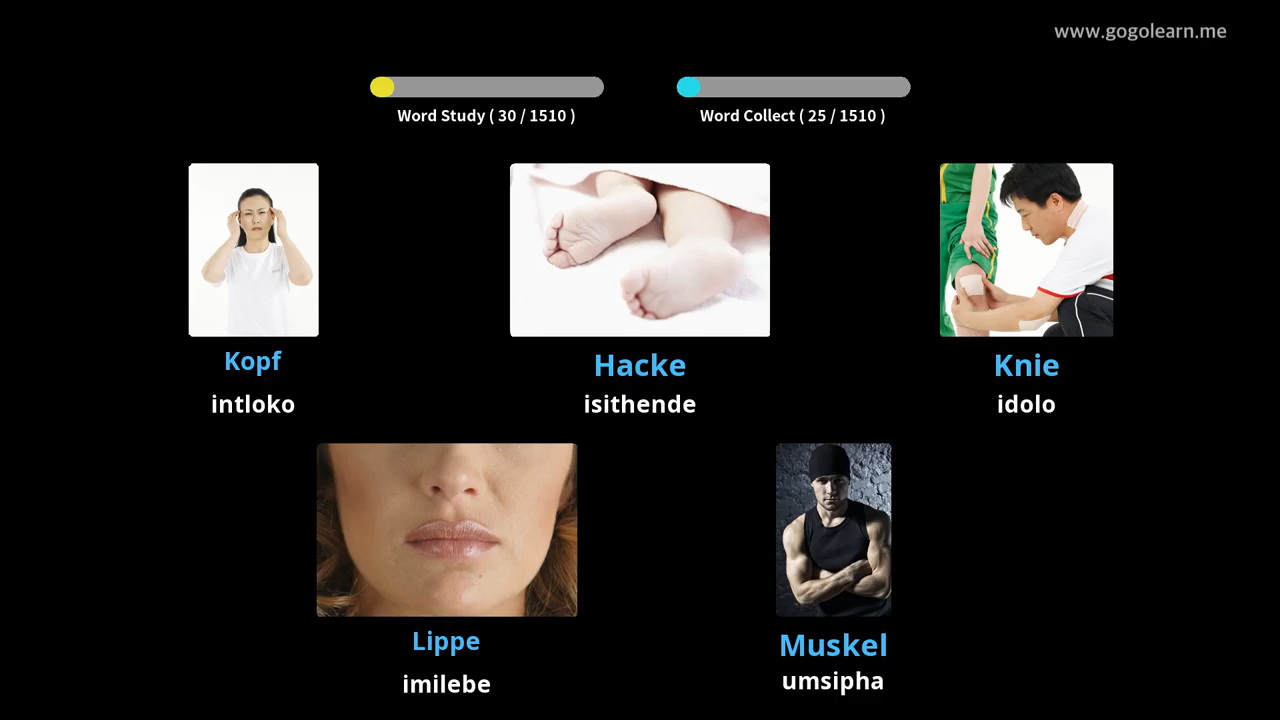 www.gogolearn.me
Word Study ( 30 / 1510 )
Word Collect ( 25 / 1510 )
Kopf
intloko
Hacke
isithende
Knie
idolo
Lippe
imilebe
Muskel
umsipha